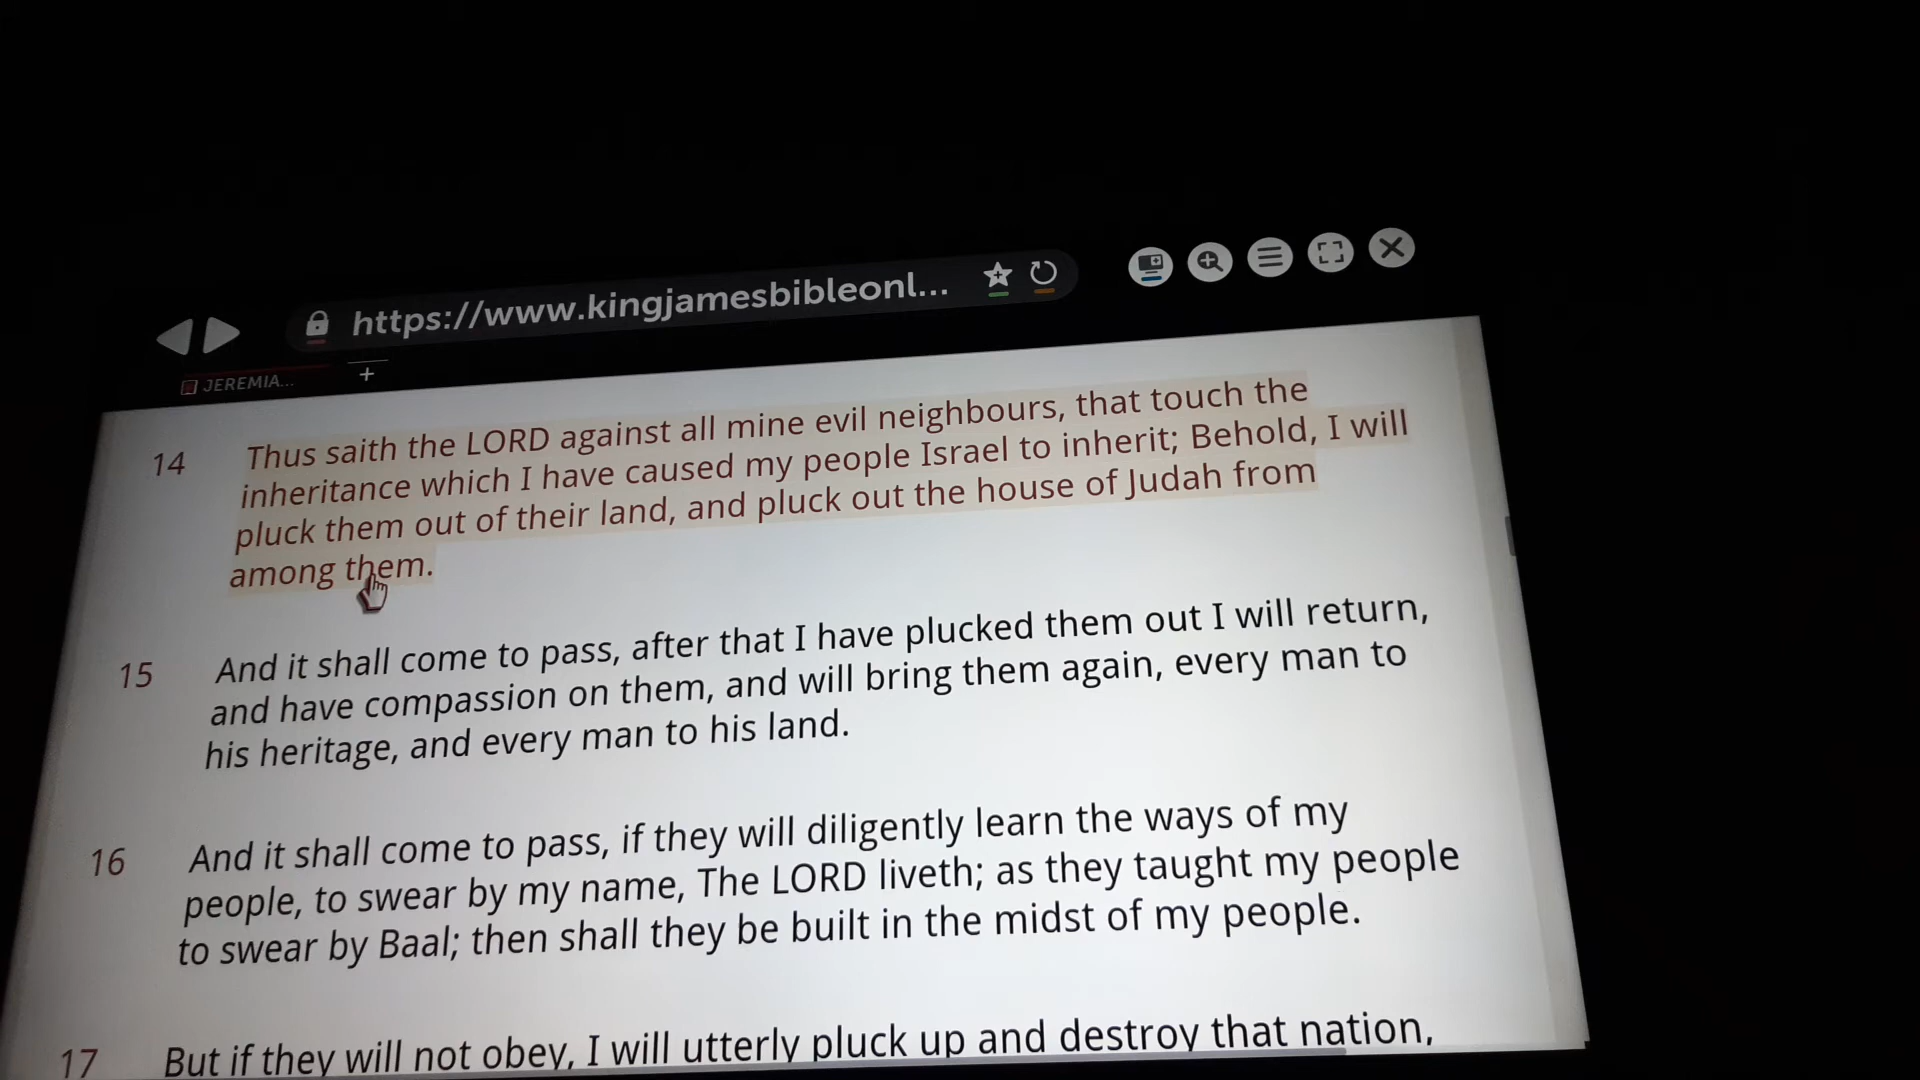 https://www.kingjamesbibleonl...
JEREMIA...
+
14 Thus saith the LORD against all mine evil neighbours, that touch the
inheritance which I have caused my people Israel to inherit; Behold, I will
pluck them out of their land, and pluck out the house of Judah from
among them.
15 And it shall come to pass, after that I have plucked them out I will return,
and have compassion on them, and will bring them again, every man to
his heritage, and every man to his land.
16 And it shall come to pass, if they will diligently learn the ways of my
people, to swear by my name, The LORD liveth; as they taught my people
to swear by Baal; then shall they be built in the midst of my people.
17 But if they will not obey, I will utterly pluck up and destroy that nation,